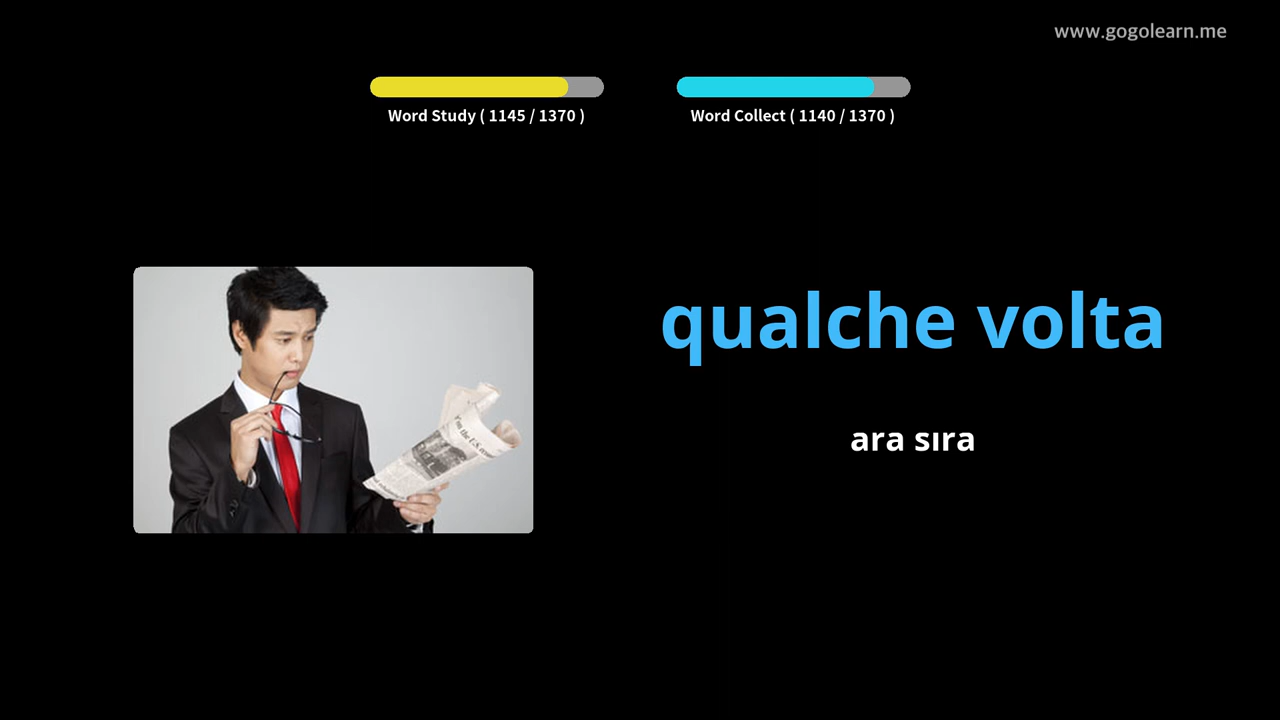 www.gogolearn.me
Word Study ( 1145 / 1370 )
Word Collect ( 1140 / 1370 )
qualche volta
ara sıra